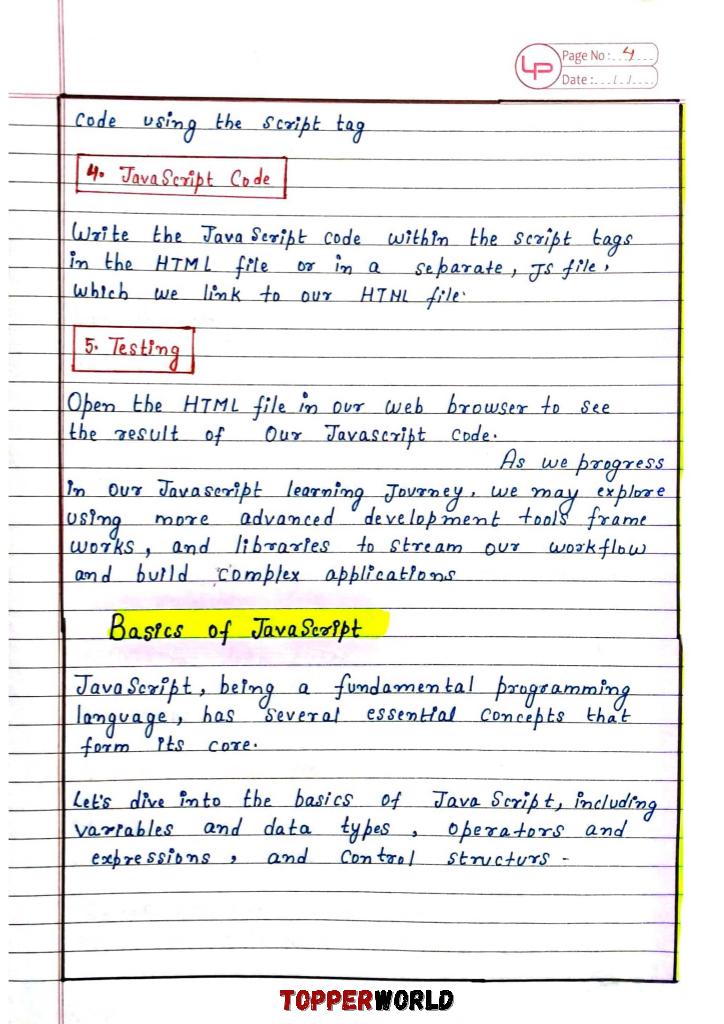 Page No: 4
Date: / /
code using the script tag
4. JavaScript Code
Write the JavaScript code within the script tags
in the HTML file or in a separate, JS file,
which we link to our HTML file.
5. Testing
Open the HTML file in our web browser to see
the result of Our Javascript code.
As we progress
in our Javascript learning Journey, we may explore
using more advanced development tools frame
works, and libraries to stream our workflow
and build complex applications
Basics of JavaScript
JavaScript, being a fundamental programming
language, has several essential concepts that
form its core.
Let's dive into the basics of Java Script, including
variables and data types, operators and
expressions, and control structurs -
TOPPERWORLD